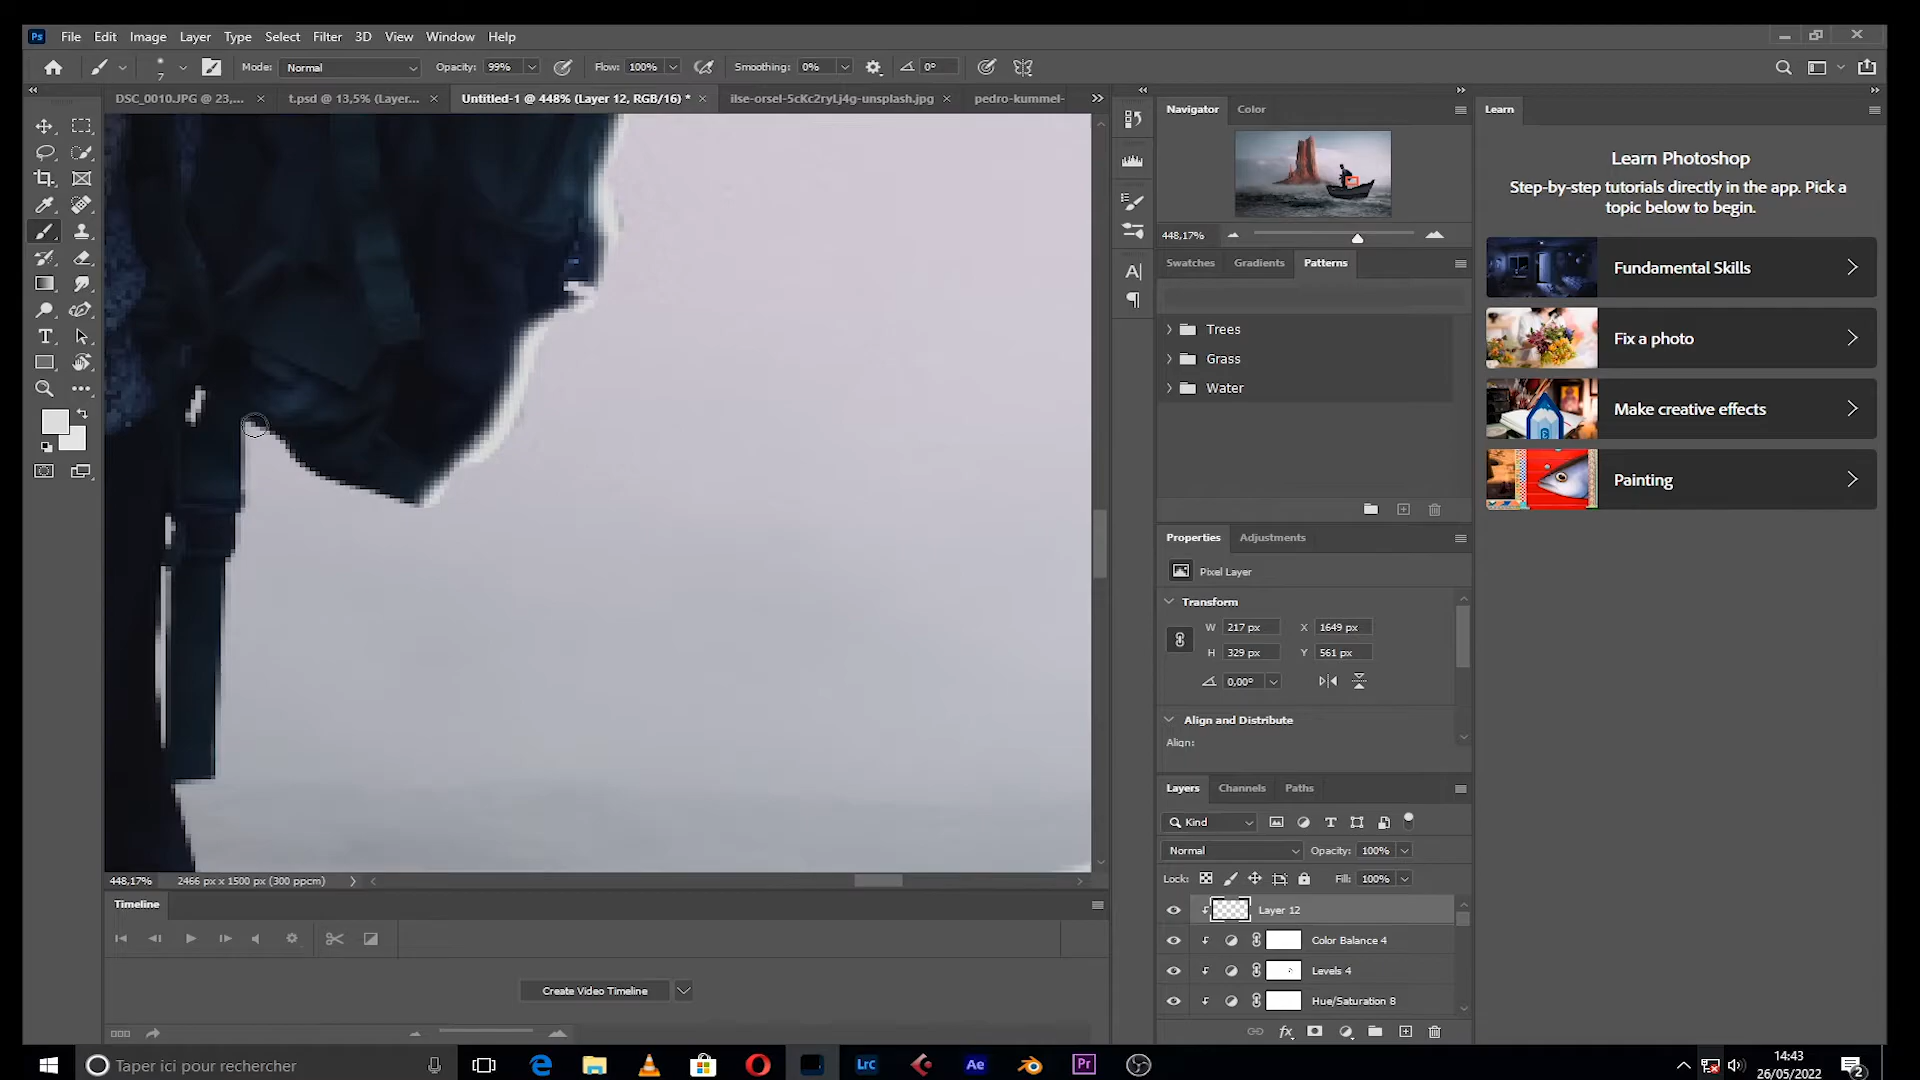 Ps File Edit Image Layer Type Select Filter 3D View Window Help
7 Mode: Normal Opacity: 99% Flow: 100% Smoothing: 0% 0°
DSC_0010.JPG @ 23,... × t.psd @ 13,5% (Layer... × Untitled-1 @ 448% (Layer 12, RGB/16) * × ilse-orsel-5cKc2ryLj4g-unsplash.jpg × pedro-kummel-
Navigator Color
448,17%
Swatches Gradients Patterns
Trees
Grass
Water
Properties Adjustments
Pixel Layer
Transform
W 217 px X 1649 px
H 329 px Y 561 px
0,00°
Align and Distribute
Align:
Layers Channels Paths
Kind
Normal Opacity: 100%
Lock: Fill: 100%
Layer 12
Color Balance 4
Levels 4
Hue/Saturation 8
fx
Learn
Learn Photoshop
Step-by-step tutorials directly in the app. Pick a
topic below to begin.
Fundamental Skills
Fix a photo
Make creative effects
Painting
448,17% 2466 px x 1500 px (300 ppcm)
Timeline
Create Video Timeline
Taper ici pour rechercher
Lrc Ae Pr
14:43
26/05/2022
2